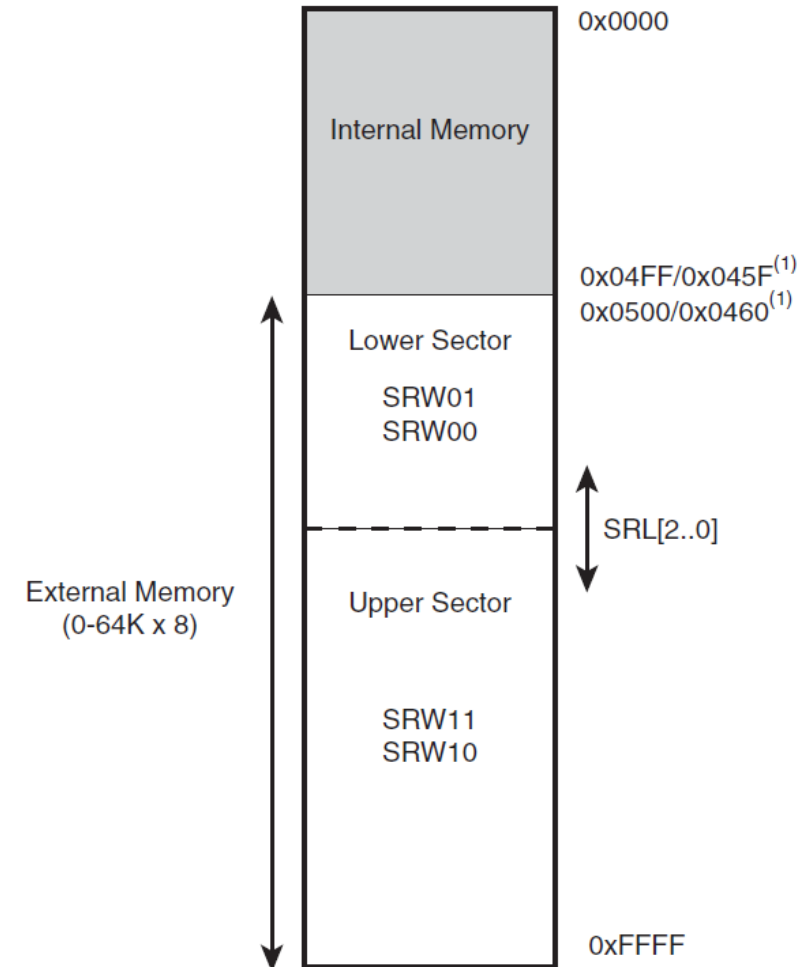 0x0000
Internal Memory
0x04FF/0x045F(1)
0x0500/0x0460(1)
Lower Sector
SRW01
SRW00
SRL[2..0]
External Memory
(0-64K x 8)
Upper Sector
SRW11
SRW10
0xFFFF